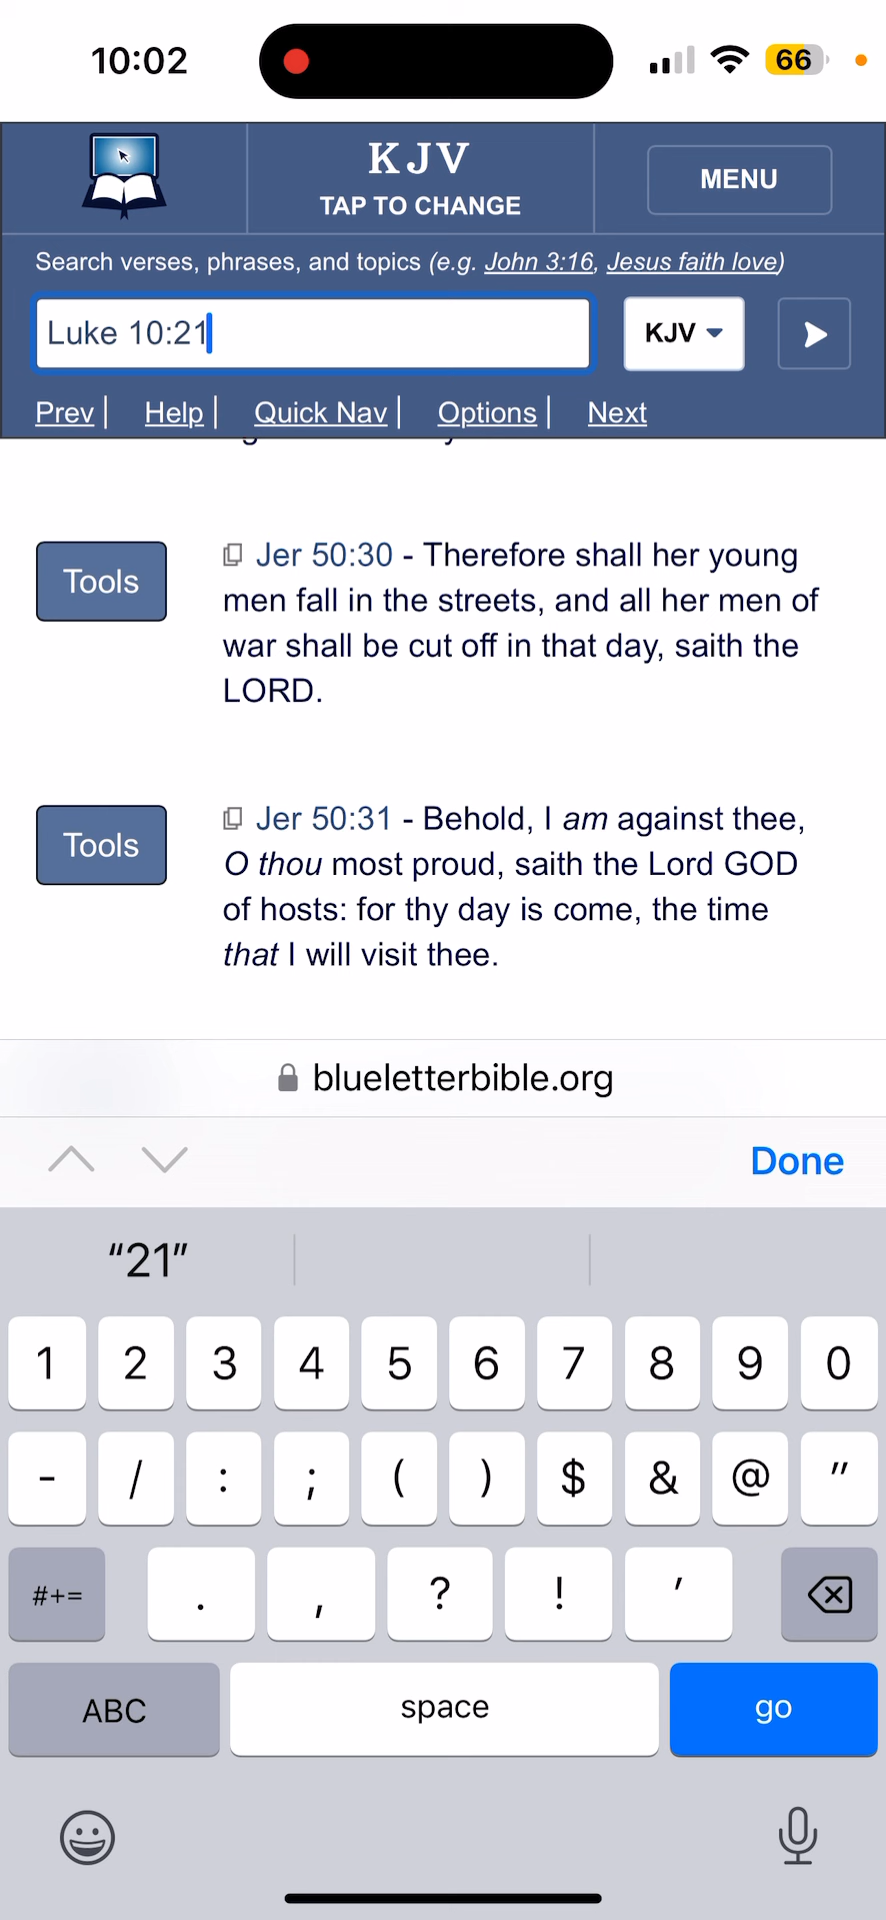 10:02
66
KJV
TAP TO CHANGE
MENU
Search verses, phrases, and topics (e.g. John 3:16, Jesus faith love)
Luke 10:21
KJV
Prev | Help | Quick Nav | Options | Next
Tools
Jer 50:30 - Therefore shall her young
men fall in the streets, and all her men of
war shall be cut off in that day, saith the
LORD.
Tools
Jer 50:31 - Behold, I am against thee,
O thou most proud, saith the Lord GOD
of hosts: for thy day is come, the time
that I will visit thee.
blueletterbible.org
Done
“21”
1 2 3 4 5 6 7 8 9 0
- / : ; ( ) $ & @ "
#+= . , ? ! '
ABC space go